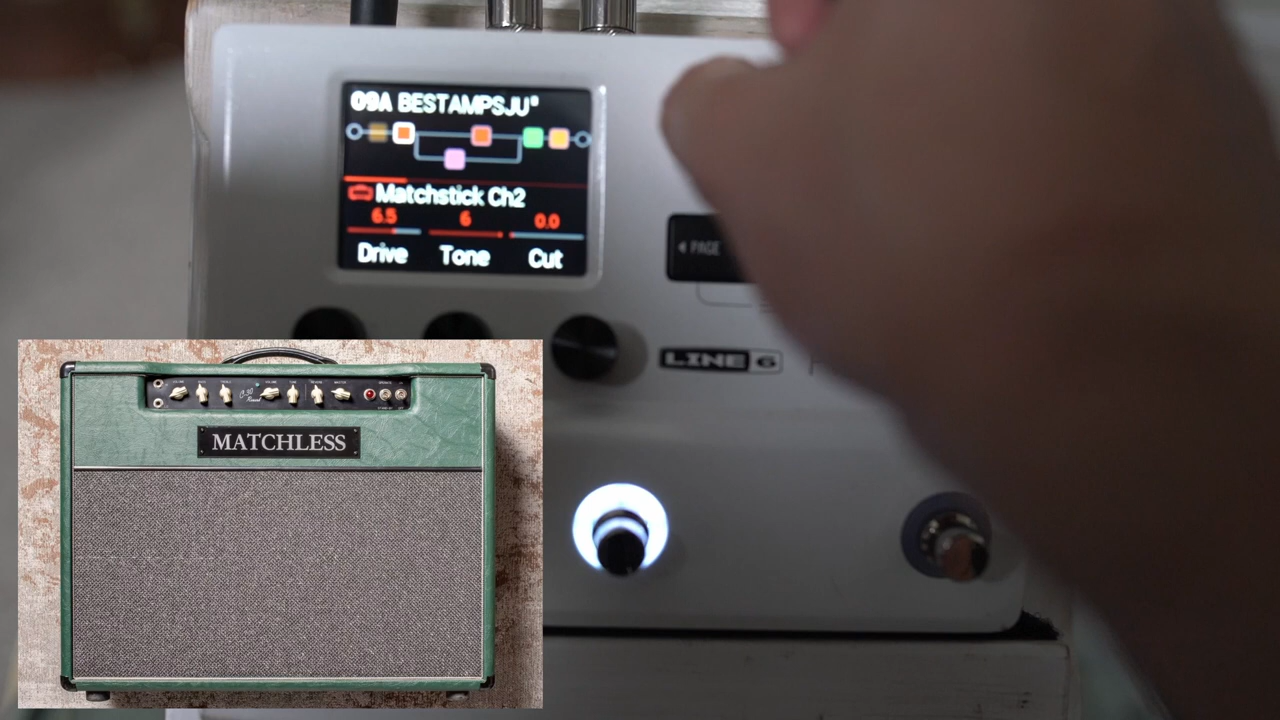 09A BESTAMPSJU"
Matchstick Ch2
6.5 6 0.0
Drive Tone Cut
◀ PAGE
LINE 6
MATCHLESS